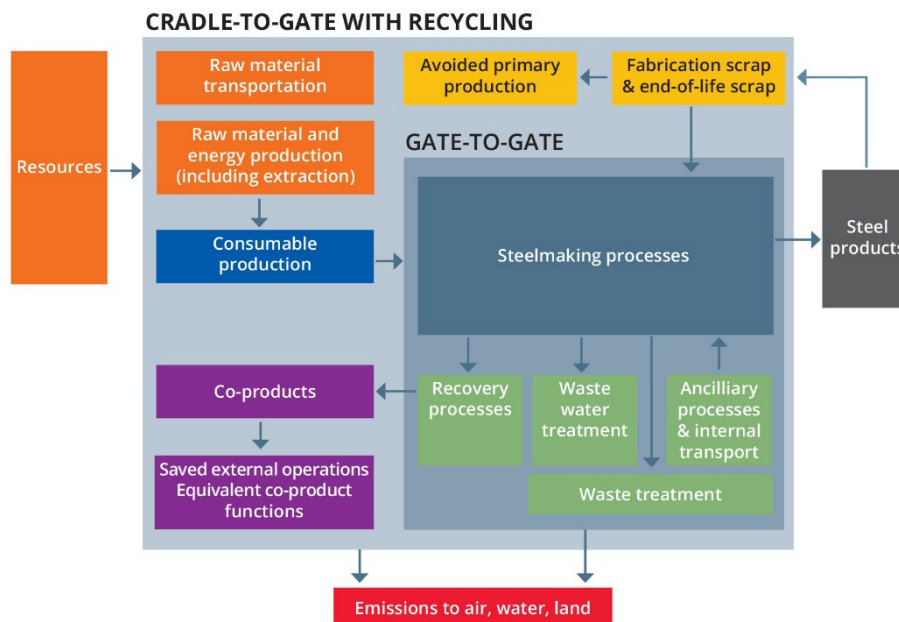 CRADLE-TO-GATE WITH RECYCLING
Resources
Raw material
transportation
Raw material and
energy production
(including extraction)
Consumable
production
Avoided primary
production
Fabrication scrap
& end-of-life scrap
GATE-TO-GATE
Steelmaking processes
Steel
products
Co-products
Saved external operations
Equivalent co-product
functions
Recovery
processes
Waste
water
treatment
Ancilliary
processes
& internal
transport
Waste treatment
Emissions to air, water, land